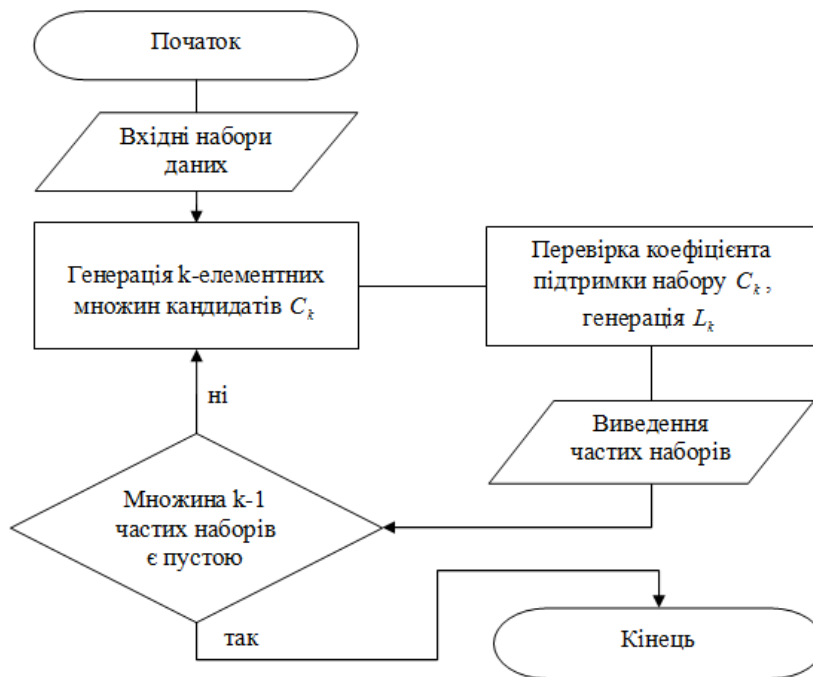 Початок
Вхідні набори
даних
Генерація k-елементних
множин кандидатів C_k
Перевірка коефіцієнта
підтримки набору C_k ,
генерація L_k
Виведення
частих наборів
ні
Множина k-1
частих наборів
є пустою
так
Кінець